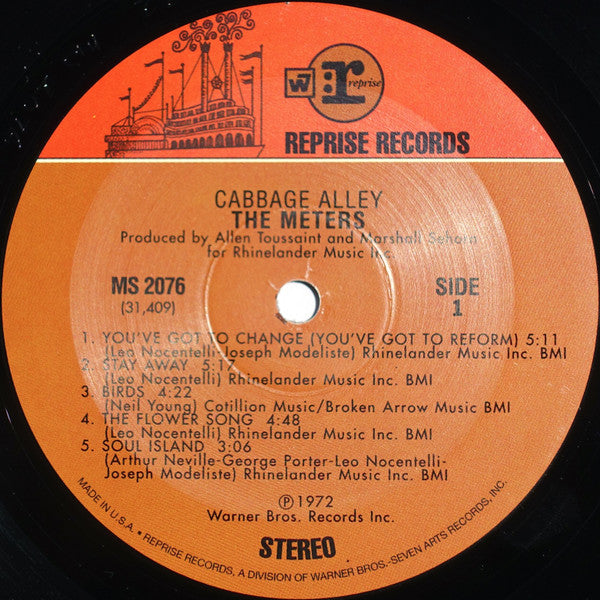 W7
r
reprise
REPRISE RECORDS
CABBAGE ALLEY
THE METERS
Produced by Allen Toussaint and Marshall Sehorn
for Rhinelander Music Inc.
MS 2076
(31,409)
SIDE
1
1. YOU'VE GOT TO CHANGE (YOU'VE GOT TO REFORM) 5:11
(Leo Nocentelli-Joseph Modeliste) Rhinelander Music Inc. BMI
2. STAY AWAY 5:17
(Leo Nocentelli) Rhinelander Music Inc. BMI
3. BIRDS 4:22
(Neil Young) Cotillion Music/Broken Arrow Music BMI
4. THE FLOWER SONG 4:48
(Leo Nocentelli) Rhinelander Music Inc. BMI
5. SOUL ISLAND 3:06
(Arthur Neville-George Porter-Leo Nocentelli-
Joseph Modeliste) Rhinelander Music Inc. BMI
℗1972
Warner Bros. Records Inc.
STEREO
MADE IN U.S.A. • REPRISE RECORDS, A DIVISION OF WARNER BROS.-SEVEN ARTS RECORDS, INC.